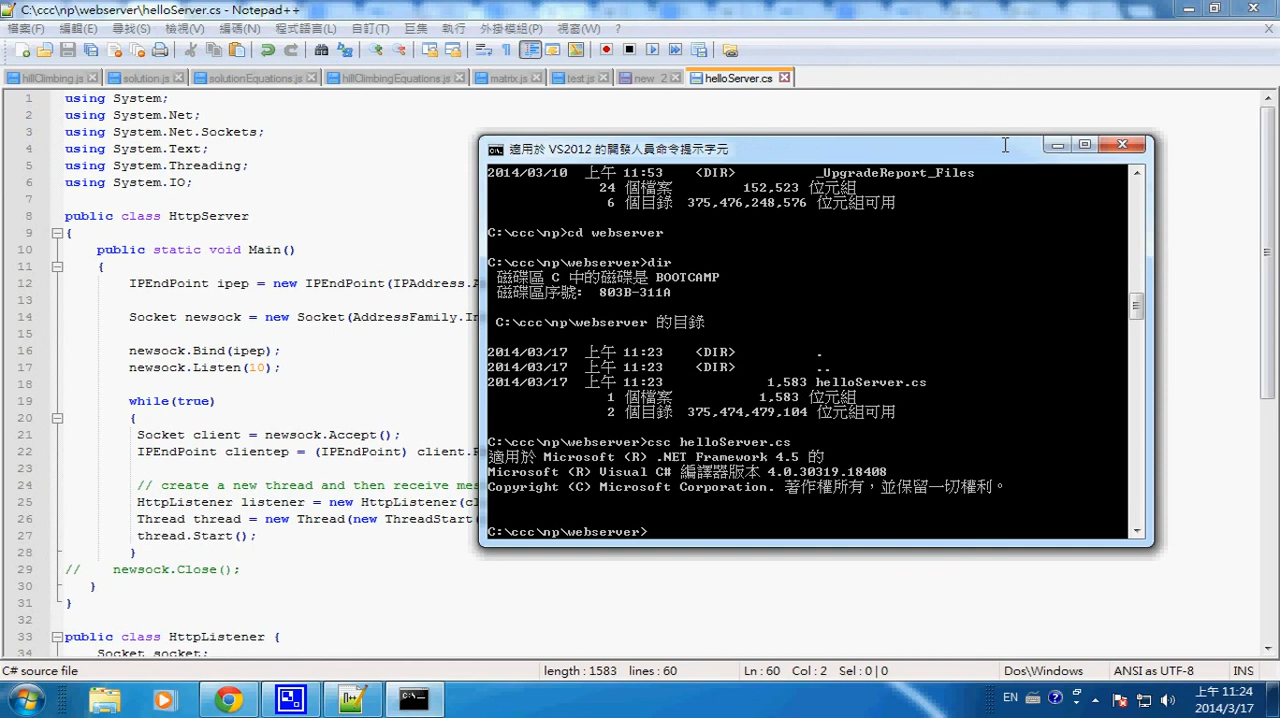 C:\ccc\np\webserver\helloServer.cs - Notepad++
檔案(F) 編輯(E) 尋找(S) 檢視(V) 編碼(N) 程式語言(L) 自訂(T) 巨集 執行 外掛模組(P) 視窗(W) ?
hillClimbing.js solution.js solutionEquations.js hillClimbingEquations.js matrix.js test.js new 2 helloServer.cs
1 using System;
2 using System.Net;
3 using System.Net.Sockets;
4 using System.Text;
5 using System.Threading;
6 using System.IO;
7
8 public class HttpServer
9 {
10 public static void Main()
11 {
12 IPEndPoint ipep = new IPEndPoint(IPAddress.
13
14 Socket newsock = new Socket(AddressFamily.
15
16 newsock.Bind(ipep);
17 newsock.Listen(10);
18
19 while(true)
20 {
21 Socket client = newsock.Accept();
22 IPEndPoint clientep = (IPEndPoint) client.
23
24 // create a new thread and then receive
25 HttpListener listener = new HttpListener(
26 Thread thread = new Thread(new ThreadStart(
27 thread.Start();
28 }
29 // newsock.Close();
30 }
31 }
32
33 public class HttpListener {
34 Socket socket;
適用於 VS2012 的開發人員命令提示字元
2014/03/10 上午 11:53 <DIR> _UpgradeReport_Files
24 個檔案 152,523 位元組
6 個目錄 375,476,248,576 位元組可用
C:\ccc\np>cd webserver
C:\ccc\np\webserver>dir
磁碟區 C 中的磁碟是 BOOTCAMP
磁碟區序號: 803B-311A
C:\ccc\np\webserver 的目錄
2014/03/17 上午 11:23 <DIR> .
2014/03/17 上午 11:23 <DIR> ..
2014/03/17 上午 11:23 1,583 helloServer.cs
1 個檔案 1,583 位元組
2 個目錄 375,474,479,104 位元組可用
C:\ccc\np\webserver>csc helloServer.cs
適用於 Microsoft (R) .NET Framework 4.5 的
Microsoft (R) Visual C# 編譯器版本 4.0.30319.18408
Copyright (C) Microsoft Corporation. 著作權所有，並保留一切權利。
C:\ccc\np\webserver>
C# source file length : 1583 lines : 60 Ln : 60 Col : 2 Sel : 0 | 0 Dos\Windows ANSI as UTF-8 INS
EN 上午 11:24
2014/3/17